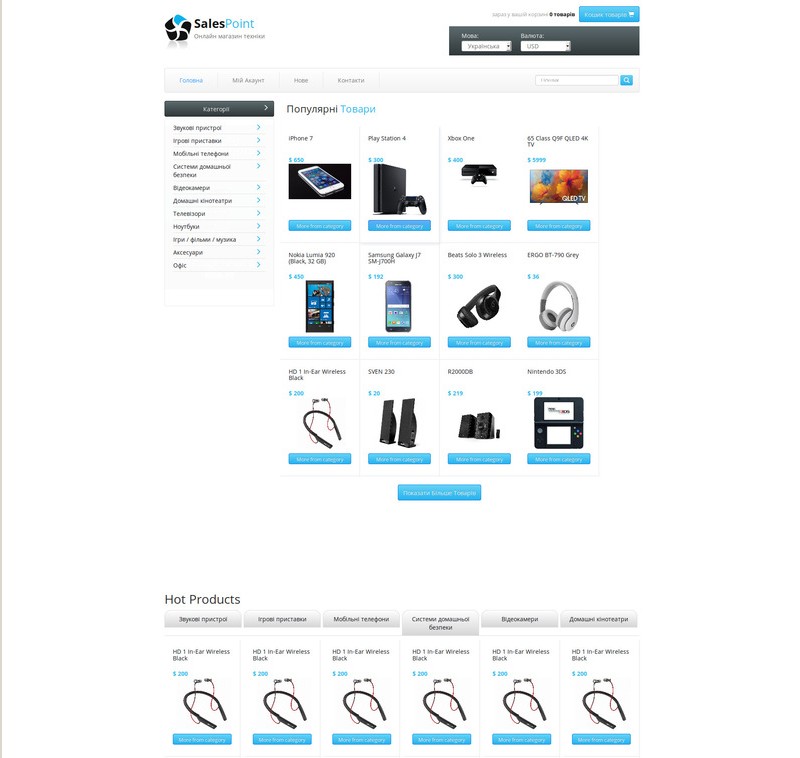 SalesPoint
Онлайн магазин техніки
зараз у вашій корзині 0 товарів
Кошик товарів
Мова:
Валюта:
Українська
USD
Головна
Мій Акаунт
Нове
Контакти
Категорії
Звукові пристрої
Ігрові приставки
Мобільні телефони
Системи домашньої
безпеки
Відеокамери
Домашні кінотеатри
Телевізори
Ноутбуки
Ігри / фільми / музика
Аксесуари
Офіс
Популярні Товари
iPhone 7
$ 650
More from category
Play Station 4
$ 300
More from category
Xbox One
$ 400
More from category
65 Class Q9F QLED 4K
TV
$ 5999
QLED TV
More from category
Nokia Lumia 920
(Black, 32 GB)
$ 450
More from category
Samsung Galaxy J7
SM-J700H
$ 192
More from category
Beats Solo 3 Wireless
$ 300
More from category
ERGO BT-790 Grey
$ 36
More from category
HD 1 In-Ear Wireless
Black
$ 200
More from category
SVEN 230
$ 20
More from category
R2000DB
$ 219
More from category
Nintendo 3DS
$ 199
More from category
Показати Більше Товарів
Hot Products
Звукові пристрої
Ігрові приставки
Мобільні телефони
Системи домашньої
безпеки
Відеокамери
Домашні кінотеатри
HD 1 In-Ear Wireless
Black
$ 200
More from category
HD 1 In-Ear Wireless
Black
$ 200
More from category
HD 1 In-Ear Wireless
Black
$ 200
More from category
HD 1 In-Ear Wireless
Black
$ 200
More from category
HD 1 In-Ear Wireless
Black
$ 200
More from category
HD 1 In-Ear Wireless
Black
$ 200
More from category